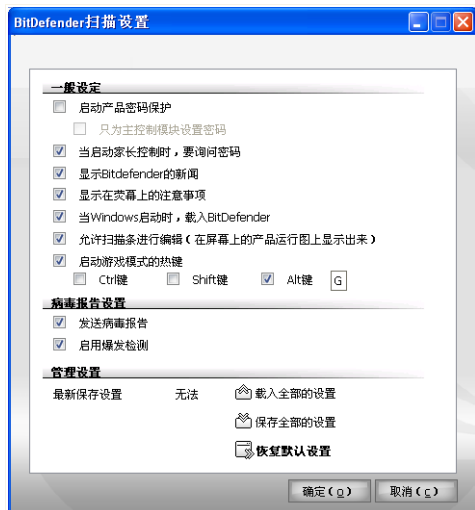 BitDefender扫描设置
一般设定
启动产品密码保护
只为主控制模块设置密码
当启动家长控制时，要询问密码
显示Bitdefender的新闻
显示在荧幕上的注意事项
当Windows启动时，载入BitDefender
允许扫描条进行编辑（在屏幕上的产品运行图上显示出来）
启动游戏模式的热键
Ctrl键 Shift键 Alt键 G
病毒报告设置
发送病毒报告
启用爆发检测
管理设置
最新保存设置 无法 载入全部的设置
保存全部的设置
恢复默认设置
确定(o) 取消(c)